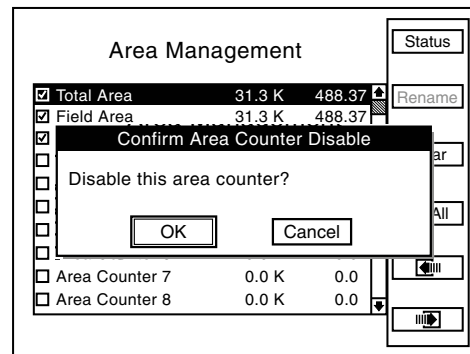 Area Management
Status
Total Area 31.3 K 488.37
Rename
Field Area 31.3 K 488.37
Confirm Area Counter Disable
ar
Disable this area counter?
All
OK Cancel
Area Counter 7 0.0 K 0.0
Area Counter 8 0.0 K 0.0